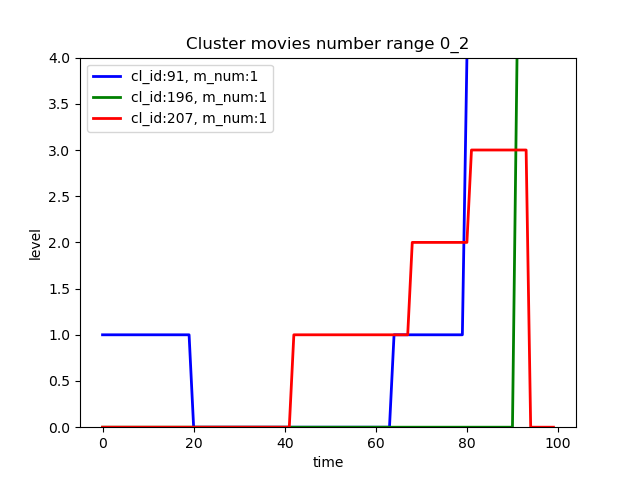 Cluster movies number range 0_2
cl_id:91, m_num:1
cl_id:196, m_num:1
cl_id:207, m_num:1
level
4.0
3.5
3.0
2.5
2.0
1.5
1.0
0.5
0.0
0 20 40 60 80 100
time